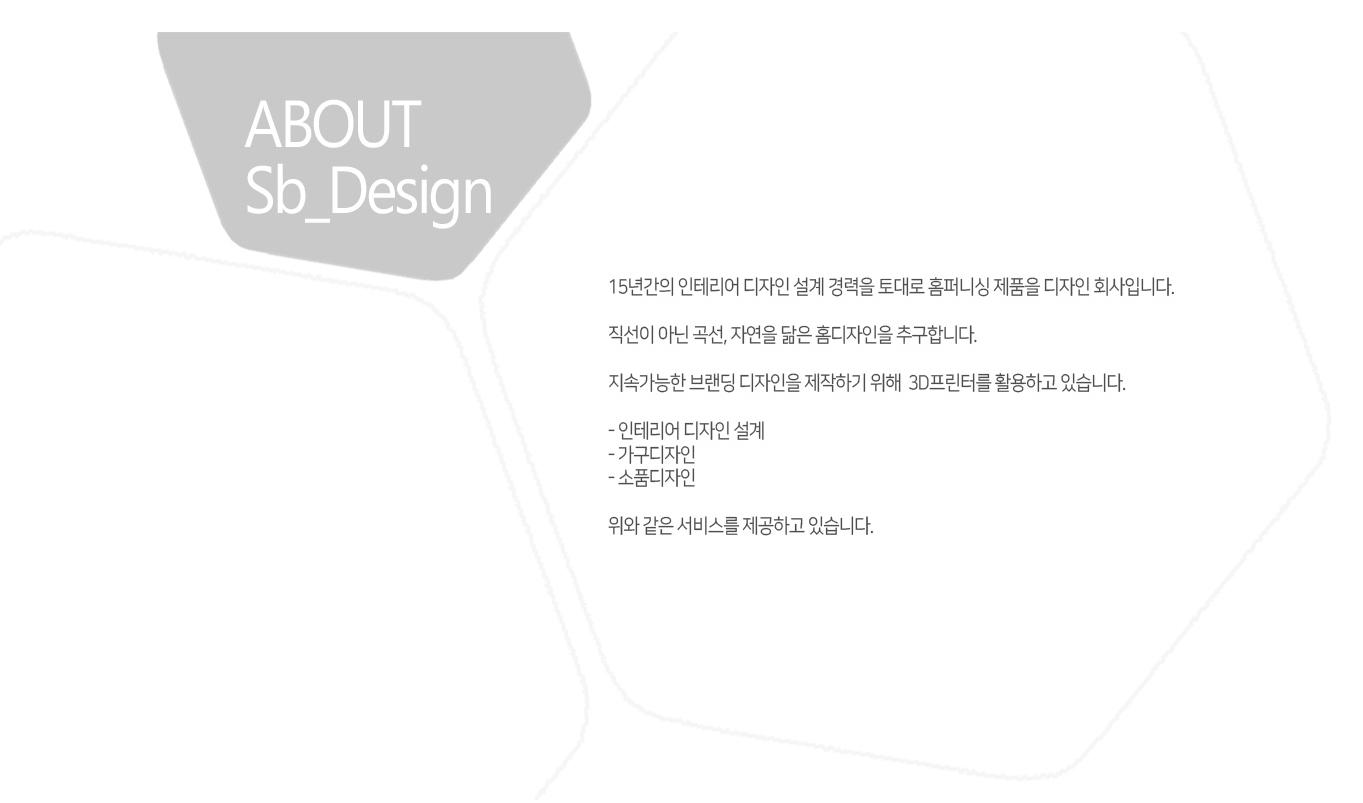 ABOUT
Sb_Design
15년간의 인테리어 디자인 설계 경력을 토대로 홈퍼니싱 제품을 디자인 회사입니다.
직선이 아닌 곡선, 자연을 닮은 홈디자인을 추구합니다.
지속가능한 브랜딩 디자인을 제작하기 위해 3D프린터를 활용하고 있습니다.
- 인테리어 디자인 설계
- 가구디자인
- 소품디자인
위와 같은 서비스를 제공하고 있습니다.